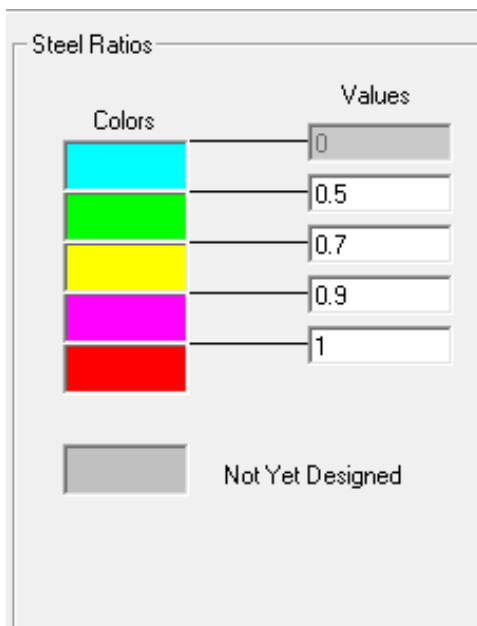 Steel Ratios
Values
Colors
0
0.5
0.7
0.9
1
Not Yet Designed